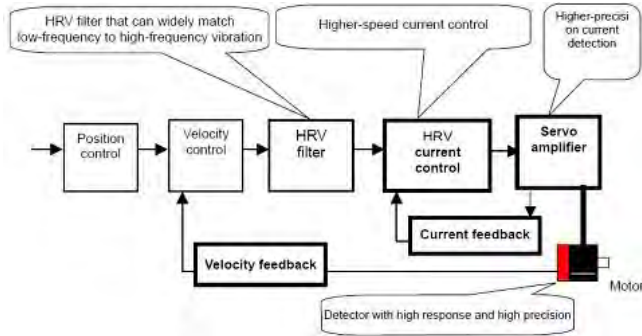 HRV filter that can widely match
low-frequency to high-frequency vibration
Higher-speed current control
Higher-precisi
on current
detection
Position
control
Velocity
control
HRV
filter
HRV
current
control
Servo
amplifier
Current feedback
Velocity feedback
Motor
Detector with high response and high precision